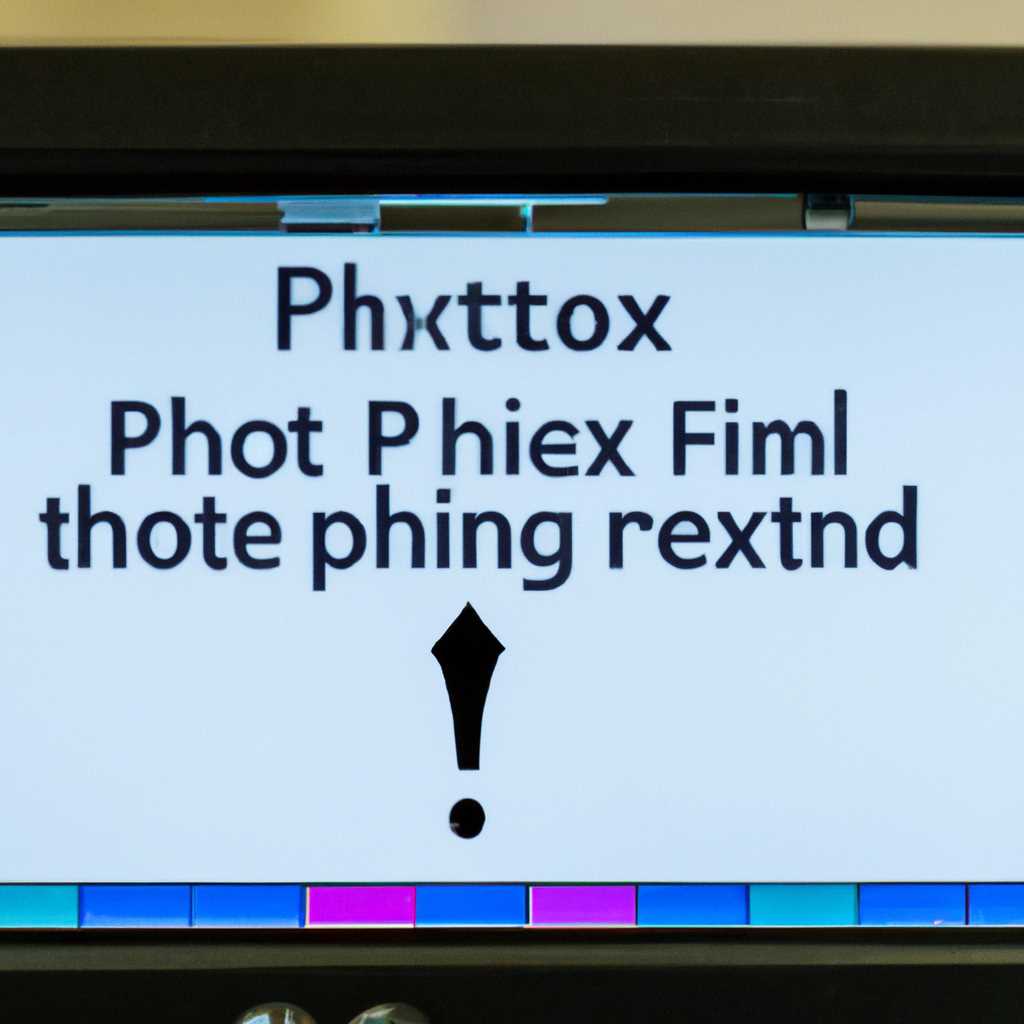 Phxttox
Phot Phiex Fiml
thote phing rextnd
!